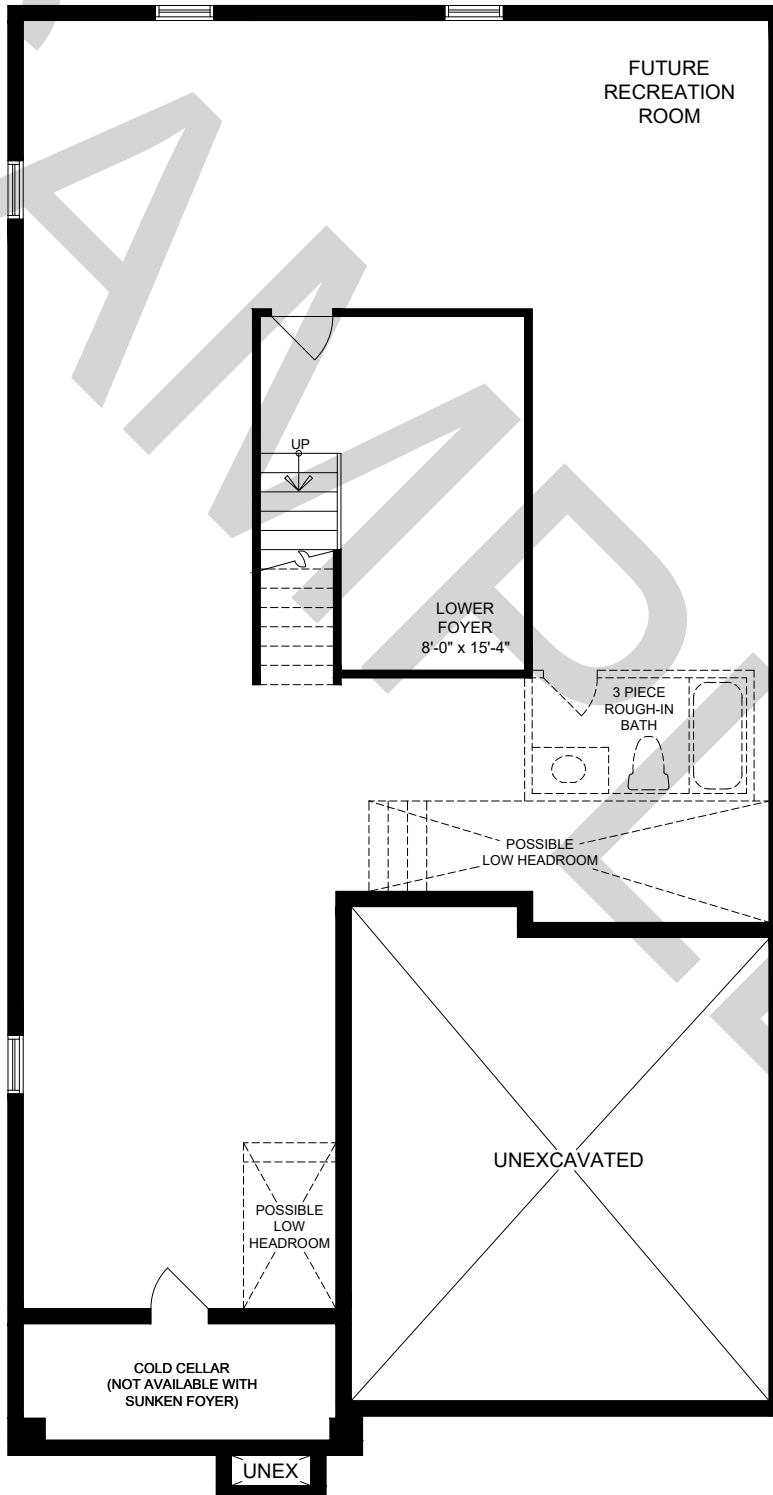 FUTURE
RECREATION
ROOM
UP
LOWER
FOYER
8'-0" x 15'-4"
3 PIECE
ROUGH-IN
BATH
POSSIBLE
LOW HEADROOM
UNEXCAVATED
POSSIBLE
LOW
HEADROOM
COLD CELLAR
(NOT AVAILABLE WITH
SUNKEN FOYER)
UNEX
SAMPLE